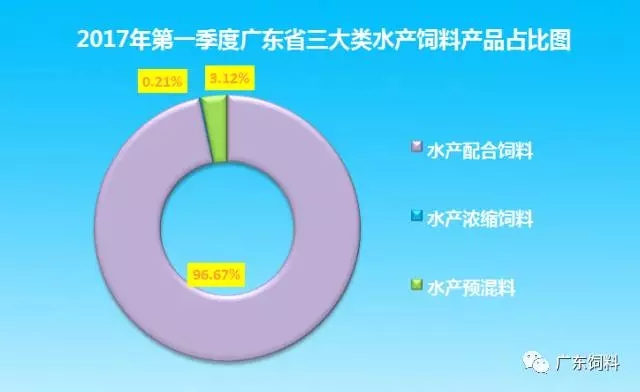 2017年第一季度广东省三大类水产饲料产品占比图
0.21%
3.12%
水产配合饲料
水产浓缩饲料
96.67%
水产预混料
广东饲料